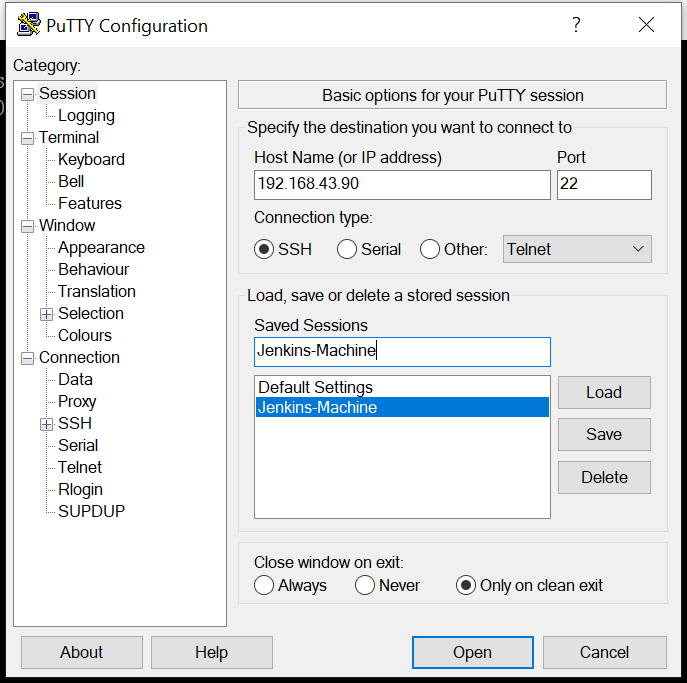 PuTTY Configuration
?
Category:
Session
Logging
Terminal
Keyboard
Bell
Features
Window
Appearance
Behaviour
Translation
Selection
Colours
Connection
Data
Proxy
SSH
Serial
Telnet
Rlogin
SUPDUP
Basic options for your PuTTY session
Specify the destination you want to connect to
Host Name (or IP address) Port
192.168.43.90 22
Connection type:
SSH Serial Other: Telnet
Load, save or delete a stored session
Saved Sessions
Jenkins-Machine
Default Settings
Jenkins-Machine
Load
Save
Delete
Close window on exit:
Always Never Only on clean exit
About Help Open Cancel